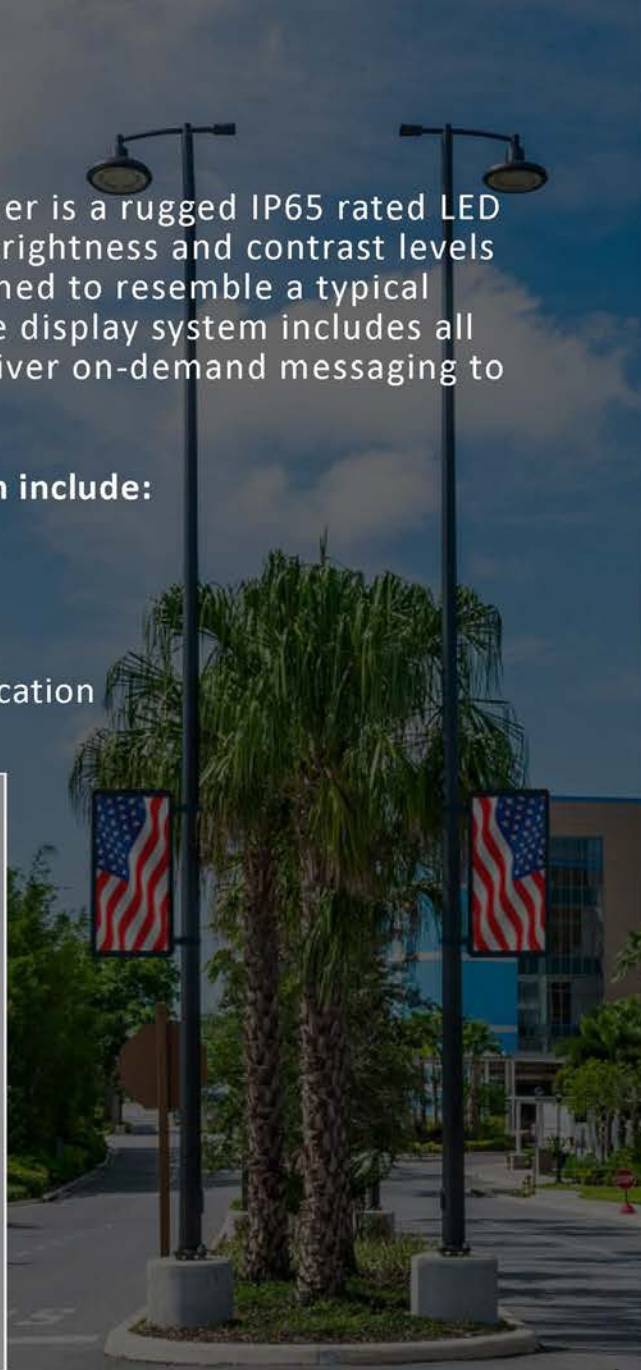 er is a rugged IP65 rated LED
rightness and contrast levels
ned to resemble a typical
e display system includes all
iver on-demand messaging to
n include:
cation